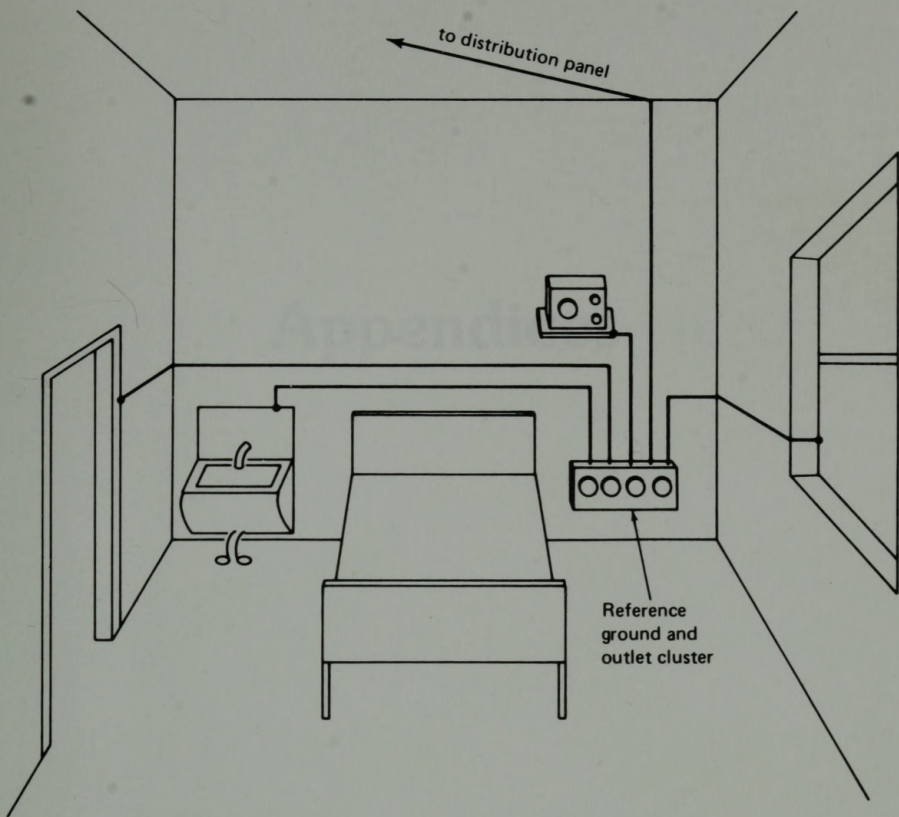 to distribution panel
Reference
ground and
outlet cluster